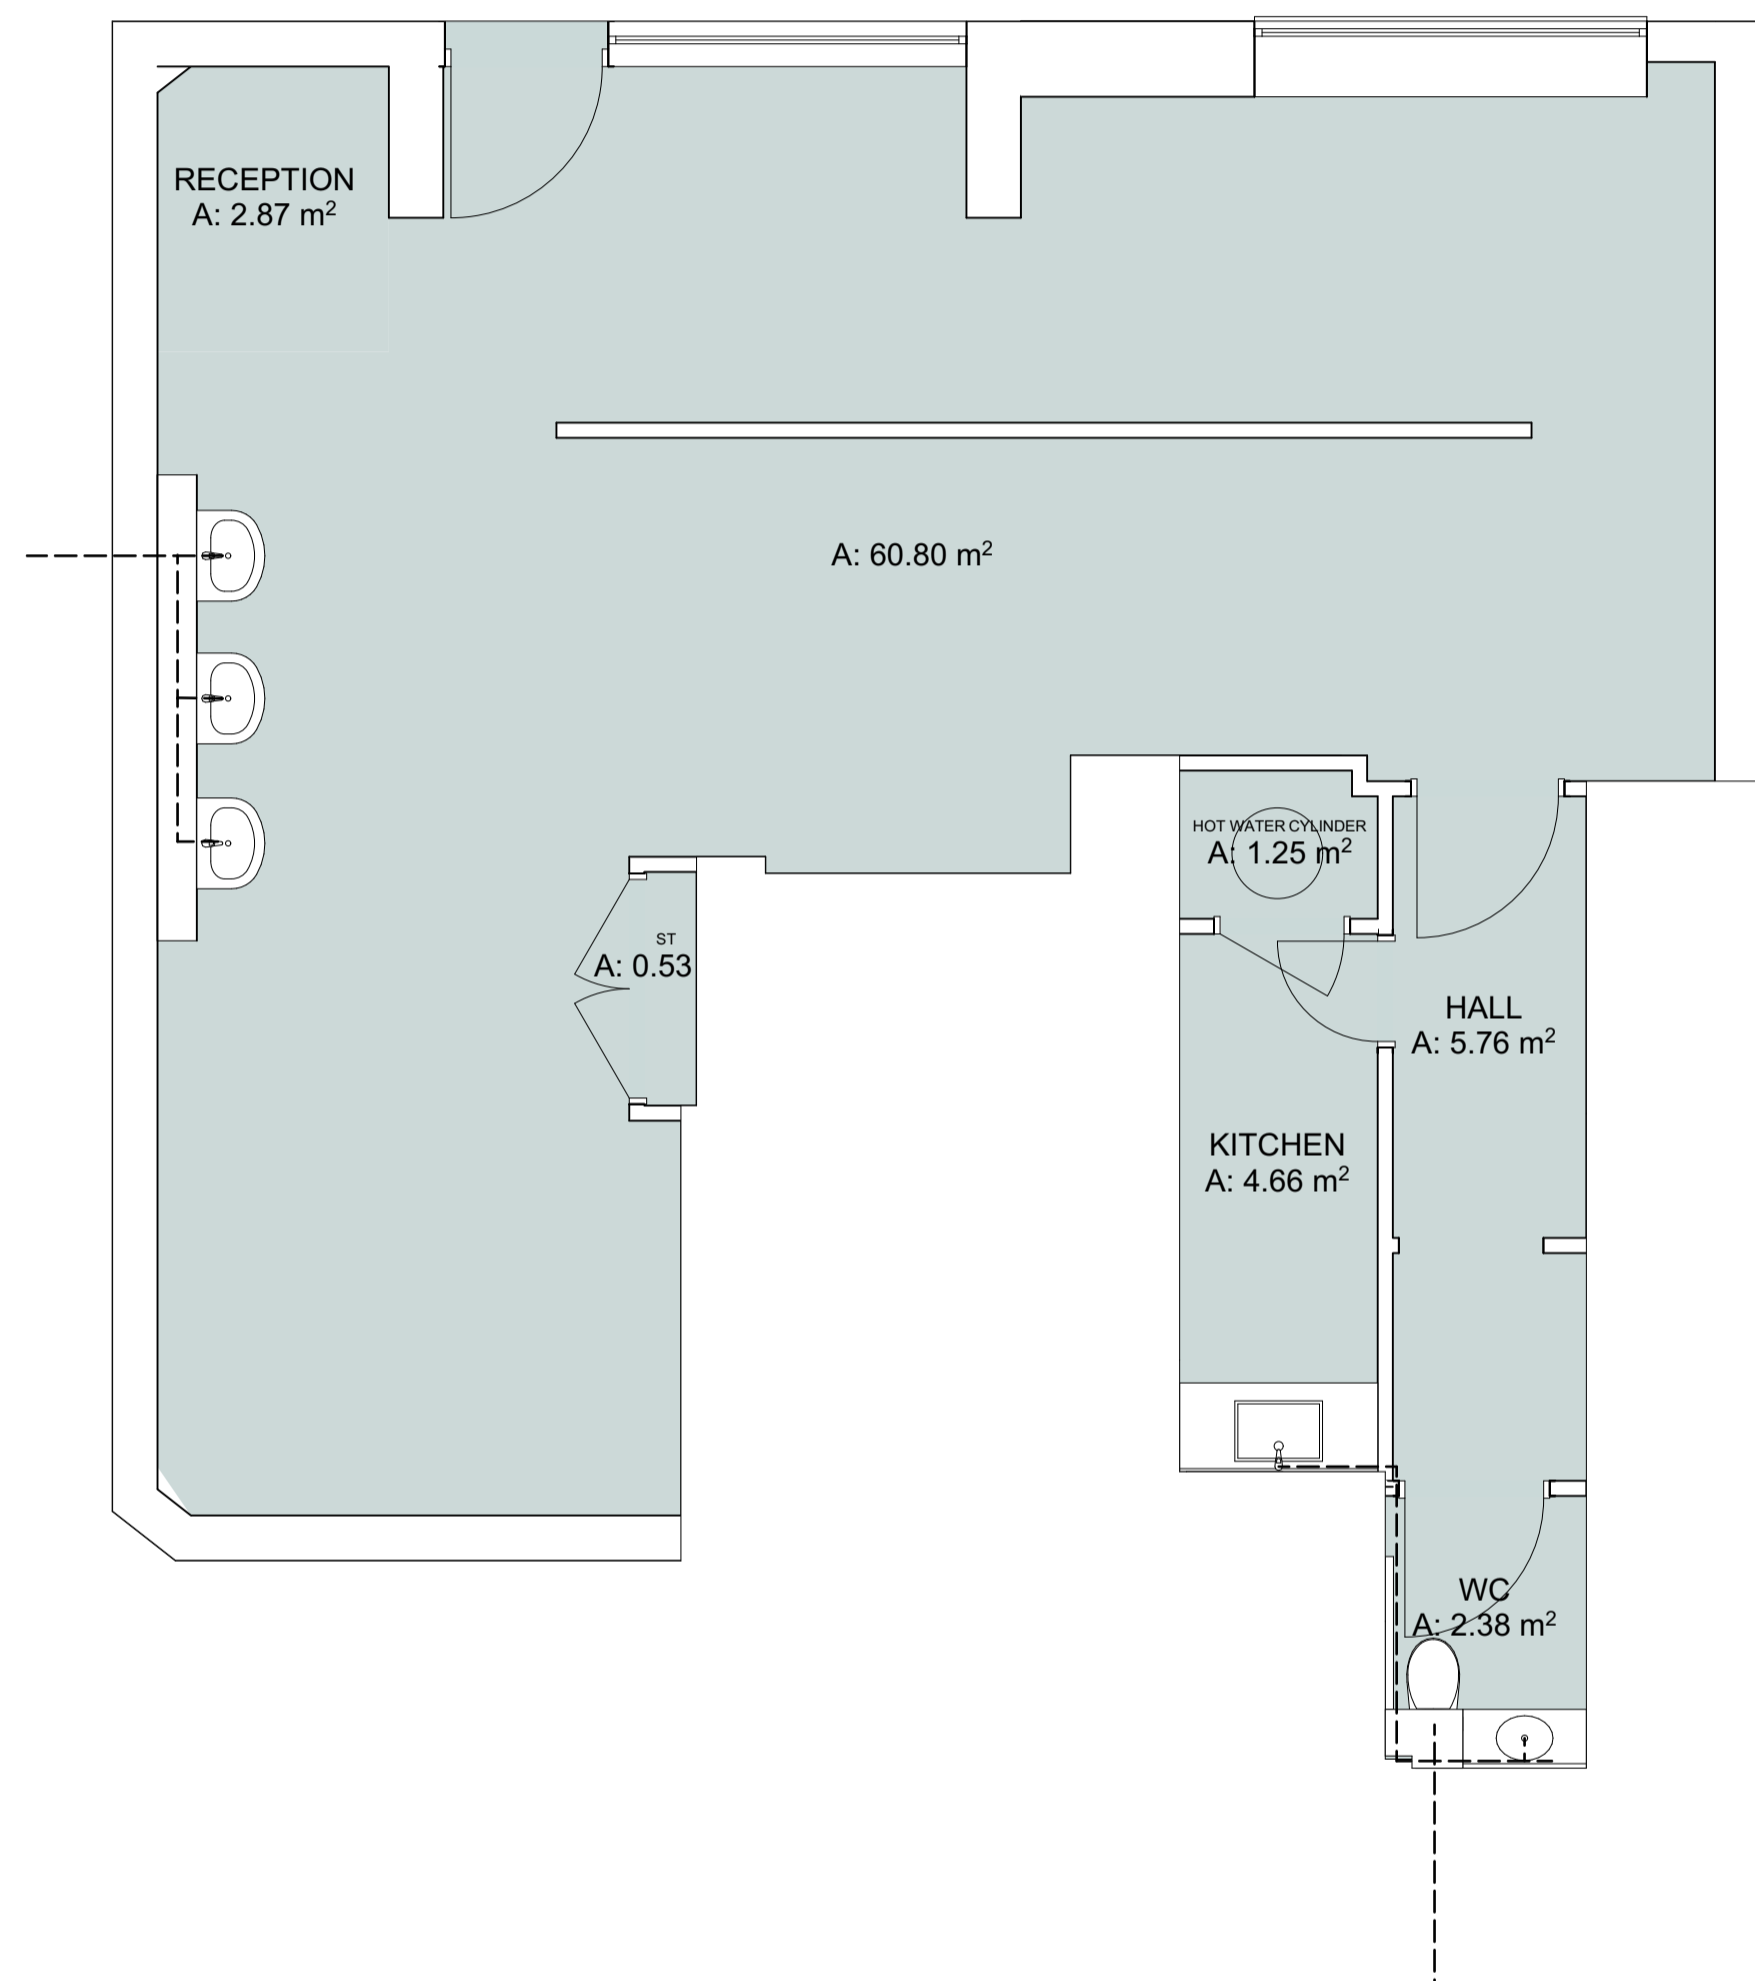 RECEPTION
A: 2.87 m²
A: 60.80 m²
HOT WATER CYLINDER
A: 1.25 m²
ST
A: 0.53
HALL
A: 5.76 m²
KITCHEN
A: 4.66 m²
WC
A: 2.38 m²